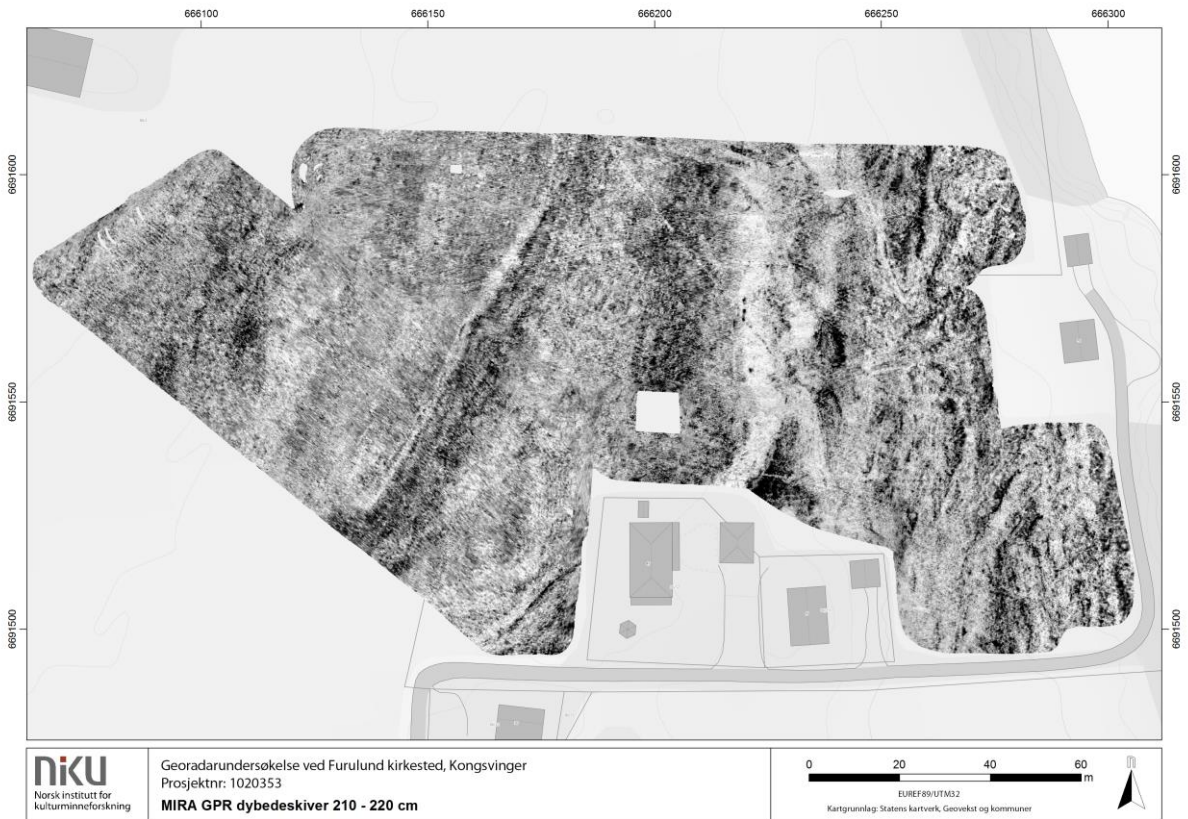 666100 666150 666200 666250 666300
6691600 6691600
6691550 6691550
6691500 6691500
niku
Norsk institutt for
kulturminneforskning
Georadarundersøkelse ved Furulund kirkested, Kongsvinger
Prosjektnr: 1020353
MIRA GPR dybdeskiver 210 - 220 cm
0 20 40 60
m
EUREF89/UTM32
Kartgrunnlag: Statens kartverk, Geovekst og kommuner
n